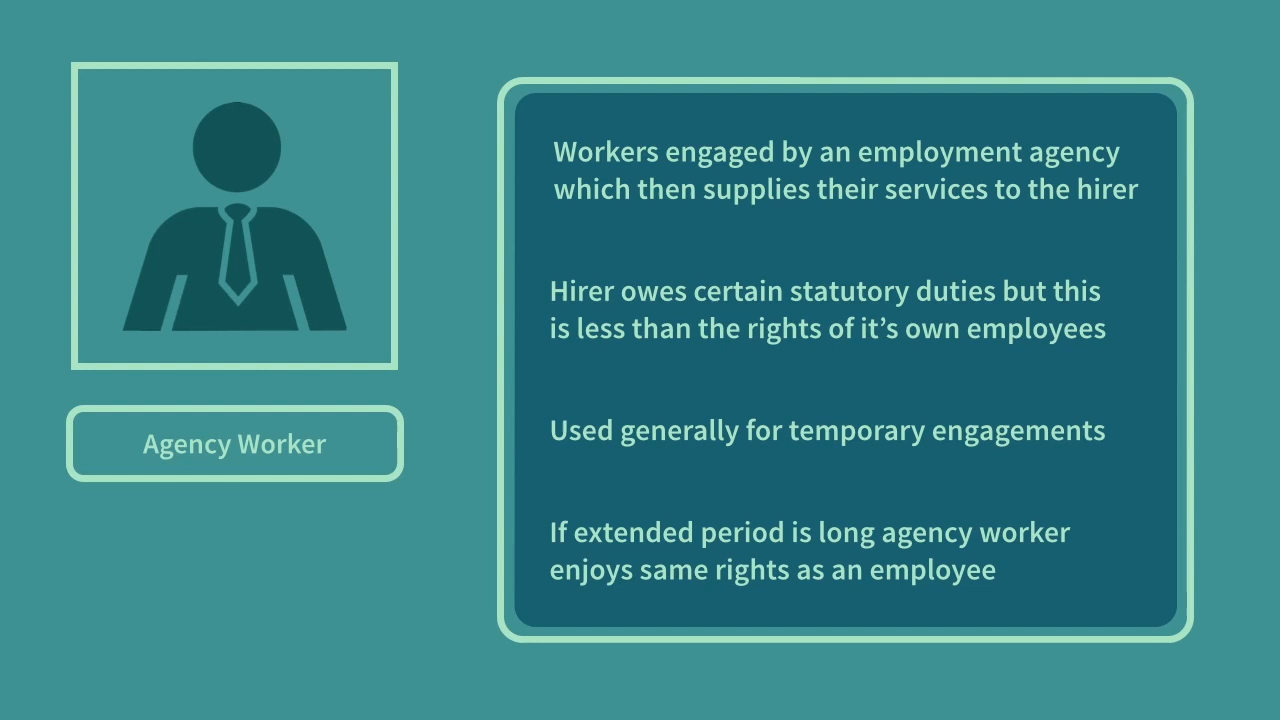 Agency Worker
Workers engaged by an employment agency
which then supplies their services to the hirer
Hirer owes certain statutory duties but this
is less than the rights of it’s own employees
Used generally for temporary engagements
If extended period is long agency worker
enjoys same rights as an employee